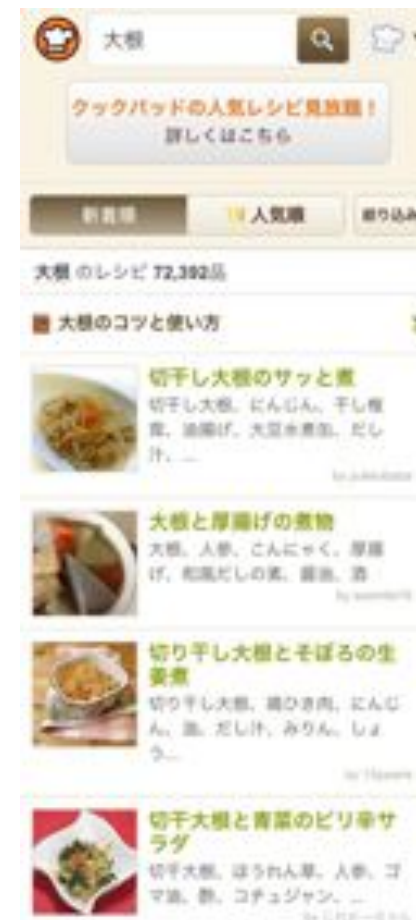 大根
クックパッドの人気レシピ見放題！
詳しくはこちら
新着順
人気順
絞り込み
大根 のレシピ 72,392品
大根のコツと使い方
切干し大根のサッと煮
切干し大根、にんじん、干し椎
茸、油揚げ、大豆水煮缶、だし
汁、...
大根と厚揚げの煮物
大根、人参、こんにゃく、厚揚
げ、和風だしの素、醤油、酒
切り干し大根とそぼろの生
姜煮
切り干し大根、鶏ひき肉、にんじ
ん、油、だし汁、みりん、しょ
う...
切干大根と青菜のピリ辛サ
ラダ
切干大根、ほうれん草、人参、ゴ
マ油、酢、コチュジャン、...